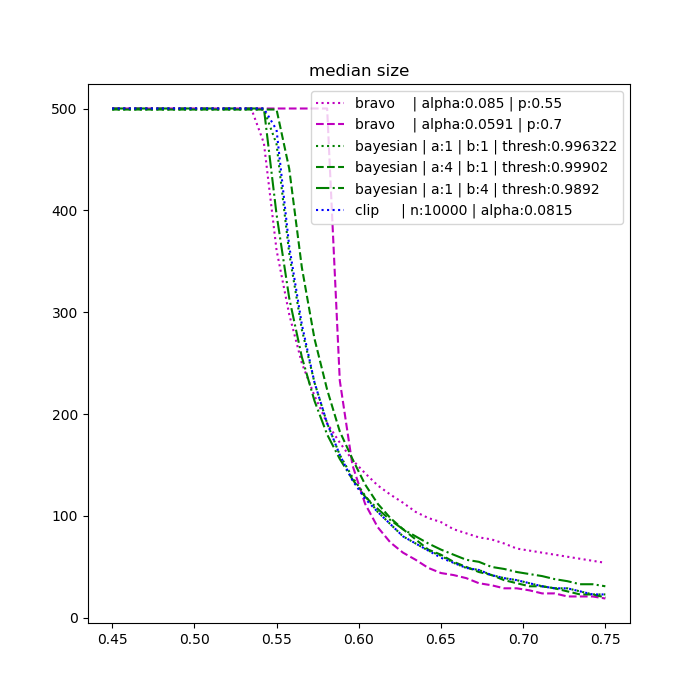 median size
500
400
300
200
100
0
bravo | alpha:0.085 | p:0.55
bravo | alpha:0.0591 | p:0.7
bayesian | a:1 | b:1 | thresh:0.996322
bayesian | a:4 | b:1 | thresh:0.99902
bayesian | a:1 | b:4 | thresh:0.9892
clip | n:10000 | alpha:0.0815
0.45 0.50 0.55 0.60 0.65 0.70 0.75